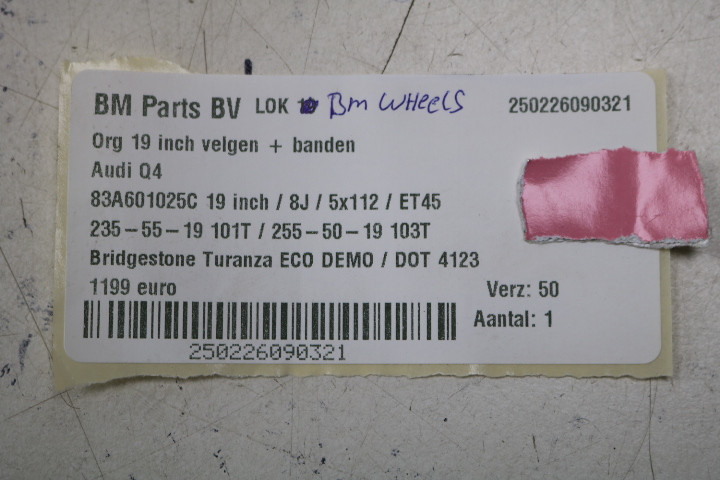 BM Parts BV LOK 1 Bm WHeelS 250226090321
Org 19 inch velgen + banden
Audi Q4
83A601025C 19 inch / 8J / 5x112 / ET45
235-55-19 101T / 255-50-19 103T
Bridgestone Turanza ECO DEMO / DOT 4123
1199 euro Verz: 50
Aantal: 1
250226090321